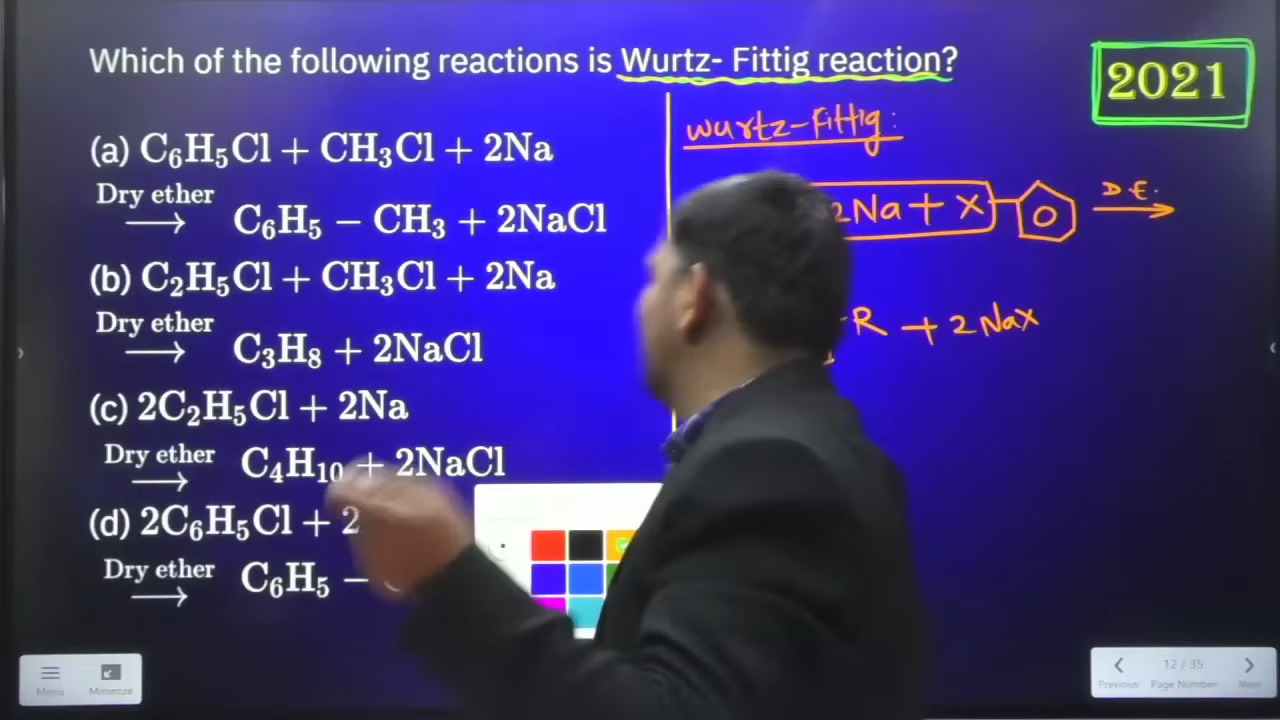 Which of the following reactions is Wurtz- Fittig reaction?
2021
(a) C₆H₅Cl + CH₃Cl + 2Na
Dry ether
⟶ C₆H₅ − CH₃ + 2NaCl
(b) C₂H₅Cl + CH₃Cl + 2Na
Dry ether
⟶ C₃H₈ + 2NaCl
(c) 2C₂H₅Cl + 2Na
Dry ether
⟶ C₄H₁₀ + 2NaCl
(d) 2C₆H₅Cl + 2
Dry ether
⟶ C₆H₅ −
Wurtz-Fittig:
2Na + X
D.E.
-R + 2NaX
Menu
Minimize
12 / 35
Previous
Page Number
Next